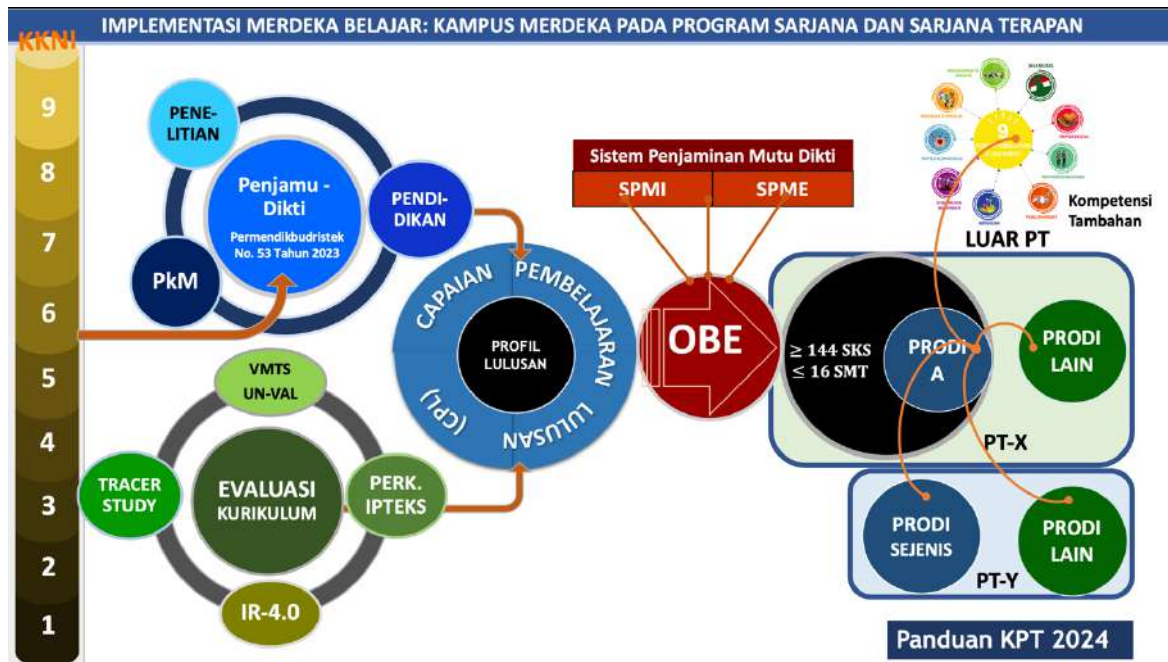 IMPLEMENTASI MERDEKA BELAJAR: KAMPUS MERDEKA PADA PROGRAM SARJANA DAN SARJANA TERAPAN
KKNI
9
8
7
6
5
4
3
2
1
PENE-
LITIAN
Penjamu -
Dikti
Permendikbudristek
No. 53 Tahun 2023
PENDI-
DIKAN
PkM
VMTS
UN-VAL
TRACER
STUDY
EVALUASI
KURIKULUM
PERK.
IPTEKS
IR-4.0
CAPAIAN PEMBELAJARAN
LULUSAN (CPL)
PROFIL
LULUSAN
Sistem Penjaminan Mutu Dikti
SPMI
SPME
OBE
≥ 144 SKS
≤ 16 SMT
PRODI
A
PRODI
LAIN
PT-X
9
Kompetensi
Tambahan
LUAR PT
PRODI
SEJENIS
PRODI
LAIN
PT-Y
Panduan KPT 2024